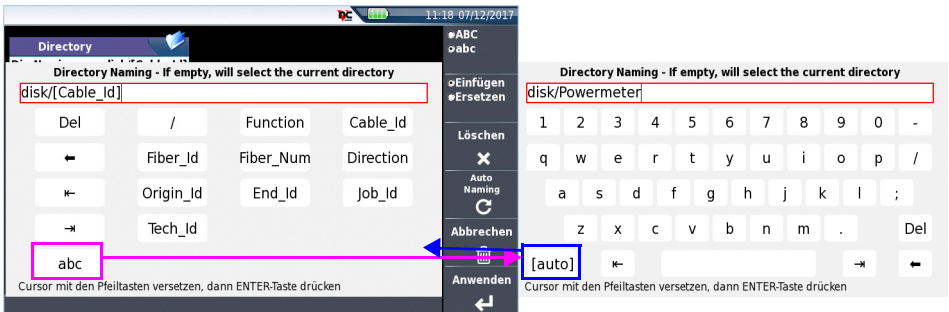 11:18 07/12/2017
Directory
ABC
abc
Directory Naming - If empty, will select the current directory
disk/[Cable_Id]
Del / Function Cable_Id
Fiber_Id Fiber_Num Direction
Origin_Id End_Id Job_Id
Tech_Id
abc
Cursor mit den Pfeiltasten versetzen, dann ENTER-Taste drücken
Einfügen
Ersetzen
Löschen
Auto
Naming
Abbrechen
Anwenden
Directory Naming - If empty, will select the current directory
disk/Powermeter
1 2 3 4 5 6 7 8 9 0 -
q w e r t y u i o p /
a s d f g h j k l ;
z x c v b n m . Del
[auto]
Cursor mit den Pfeiltasten versetzen, dann ENTER-Taste drücken